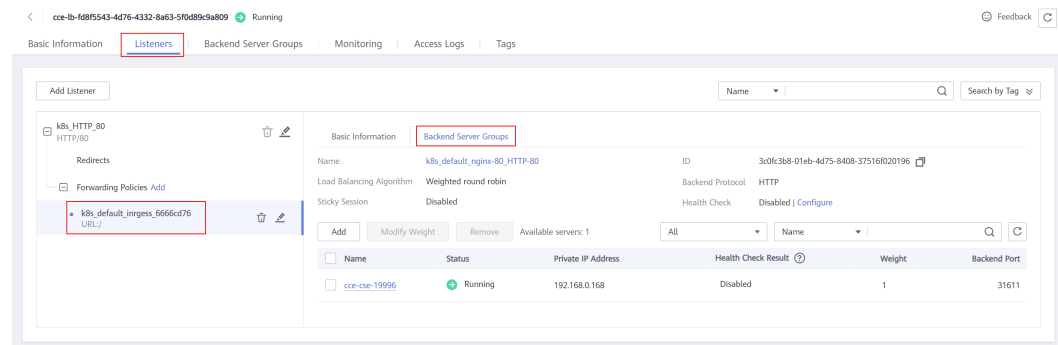 cce-lb-fd8f5543-4d76-4332-8a63-5f0d89c9a809 Running Feedback
Basic Information Listeners Backend Server Groups Monitoring Access Logs Tags
Add Listener Name Search by Tag
k8s_HTTP_80
HTTP/80
Redirects
Forwarding Policies Add
k8s_default_inrgess_6666cd76
URL:/
Basic Information Backend Server Groups
Name k8s_default_nginx-80_HTTP-80 ID 3c0fc3b8-01eb-4d75-8408-37516f020196
Load Balancing Algorithm Weighted round robin Backend Protocol HTTP
Sticky Session Disabled Health Check Disabled | Configure
Add Modify Weight Remove Available servers: 1 All Name
Name Status Private IP Address Health Check Result ? Weight Backend Port
cce-cse-19996 Running 192.168.0.168 Disabled 1 31611